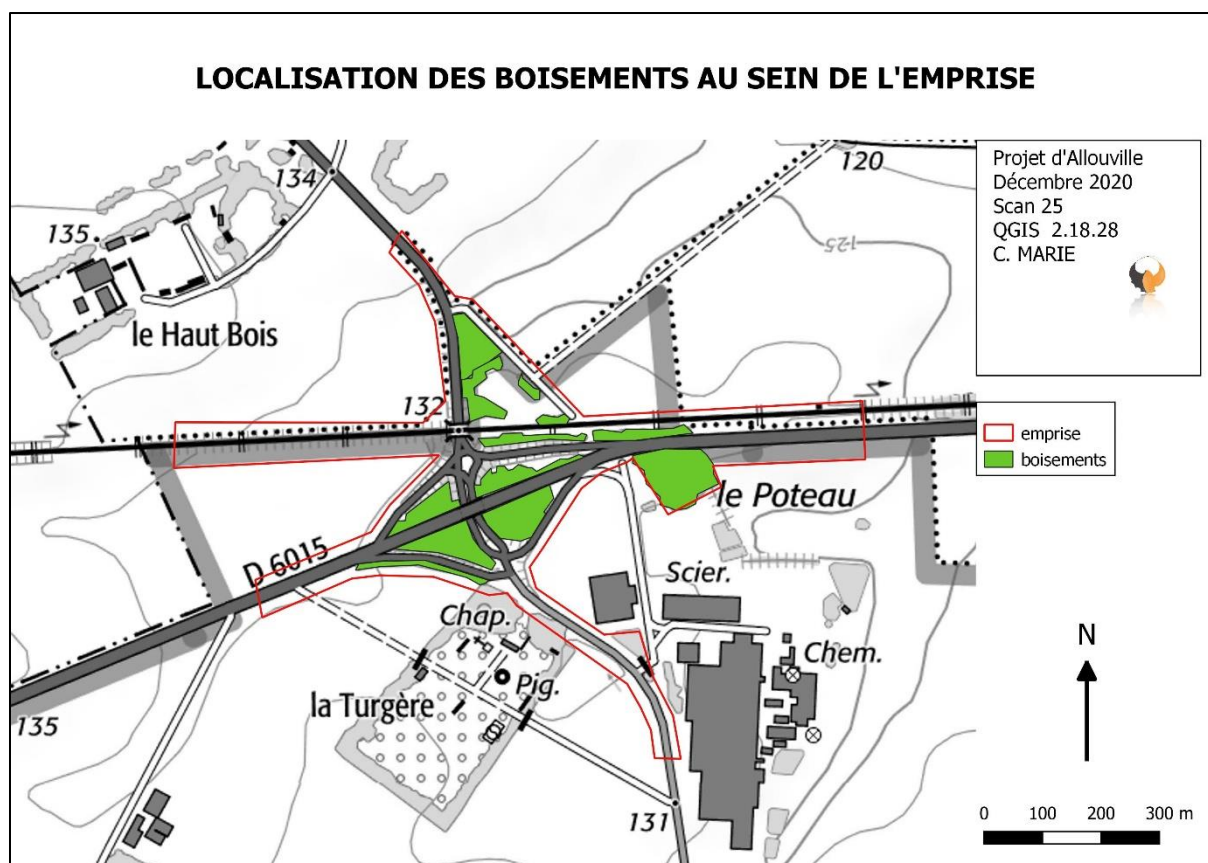 LOCALISATION DES BOISEMENTS AU SEIN DE L'EMPRISE
Projet d'Allouville
Décembre 2020
Scan 25
QGIS 2.18.28
C. MARIE
134
120
135
125
le Haut Bois
132
emprise
boisements
le Poteau
D 6015
Scier.
Chap.
Chem.
Pig.
la Turgère
135
131
N
0 100 200 300 m